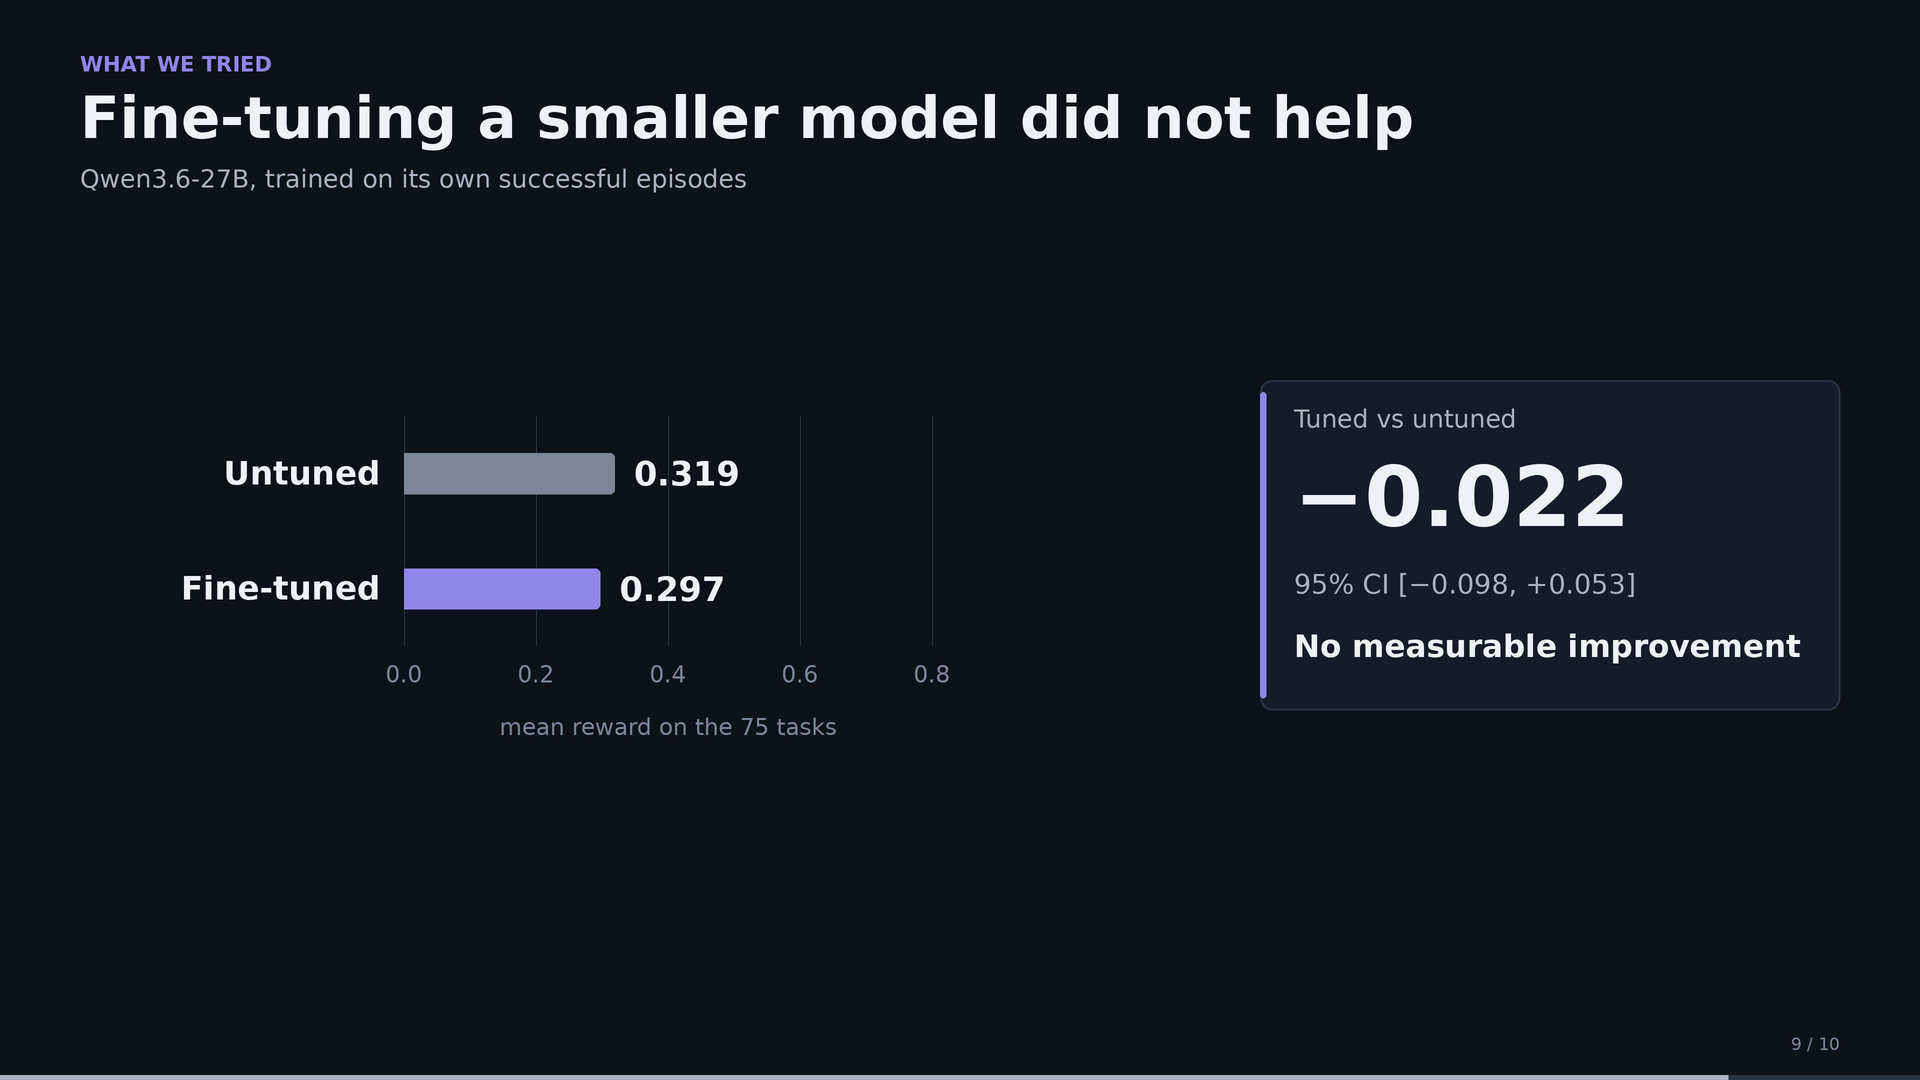 WHAT WE TRIED
Fine-tuning a smaller model did not help
Qwen3.6-27B, trained on its own successful episodes
Untuned
0.319
Fine-tuned
0.297
0.0
0.2
0.4
0.6
0.8
mean reward on the 75 tasks
Tuned vs untuned
−0.022
95% CI [−0.098, +0.053]
No measurable improvement
9 / 10